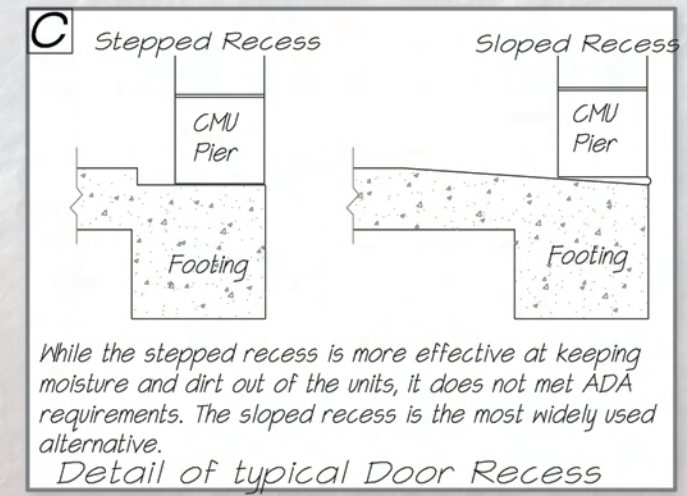 C
Stepped Recess
Sloped Recess
CMU
Pier
CMU
Pier
Footing
Footing
While the stepped recess is more effective at keeping
moisture and dirt out of the units, it does not met ADA
requirements. The sloped recess is the most widely used
alternative.
Detail of typical Door Recess